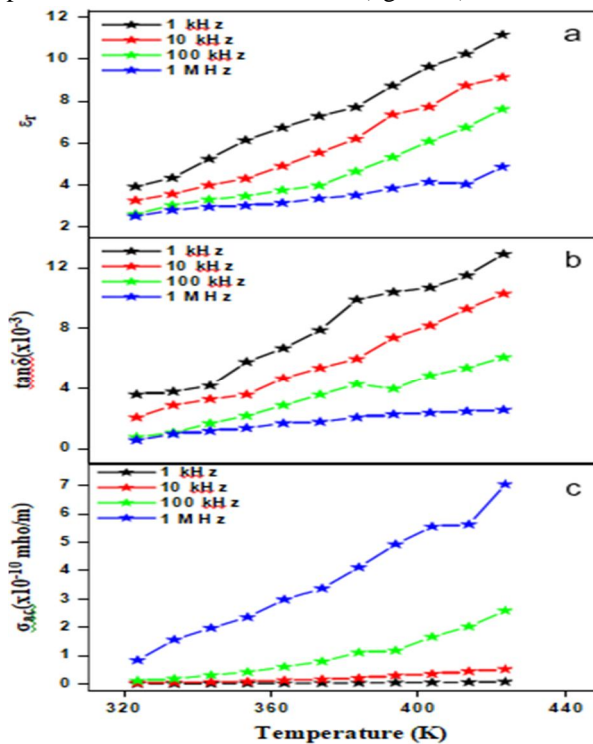 12
10
8
6
4
2
εr
1 kHz
10 kHz
100 kHz
1 MHz
a
12
8
4
0
tanδ(x10-3)
1 kHz
10 kHz
100 kHz
1 MHz
b
7
6
5
4
3
2
1
0
σAC(x10-10 mho/m)
1 kHz
10 kHz
100 kHz
1 MHz
c
320 360 400 440
Temperature (K)